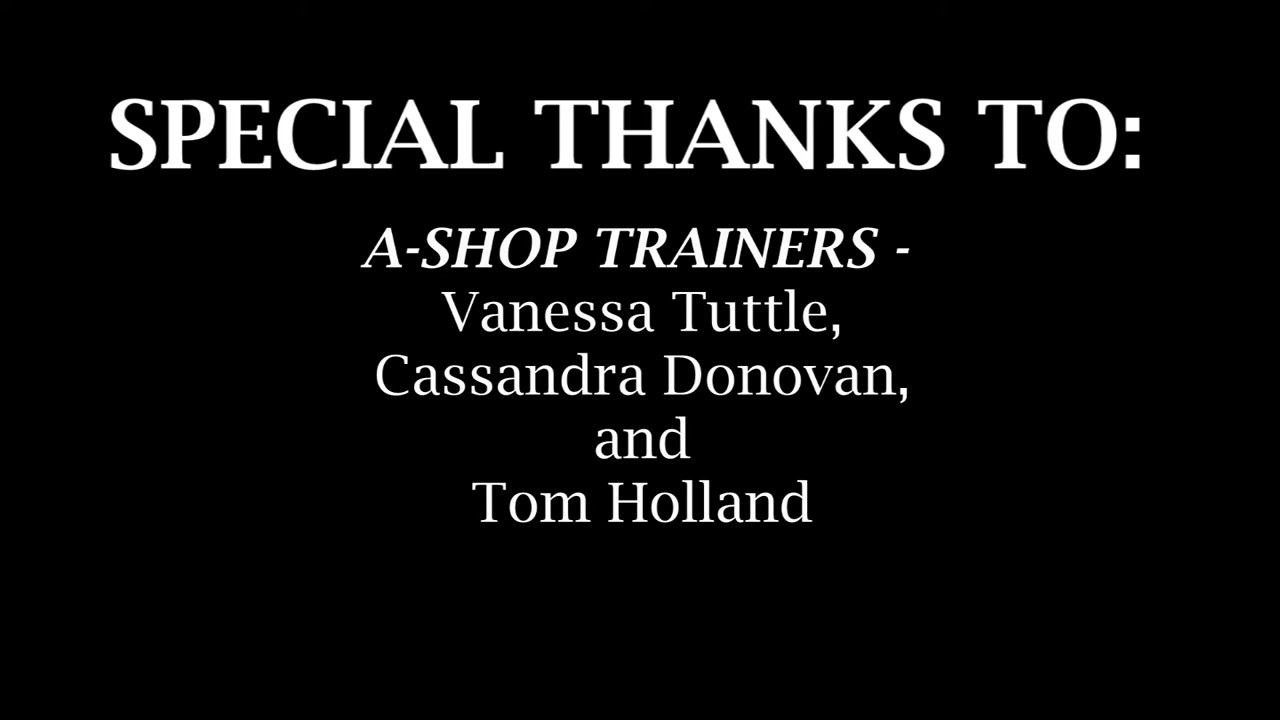 SPECIAL THANKS TO:
A-SHOP TRAINERS -
Vanessa Tuttle,
Cassandra Donovan,
and
Tom Holland